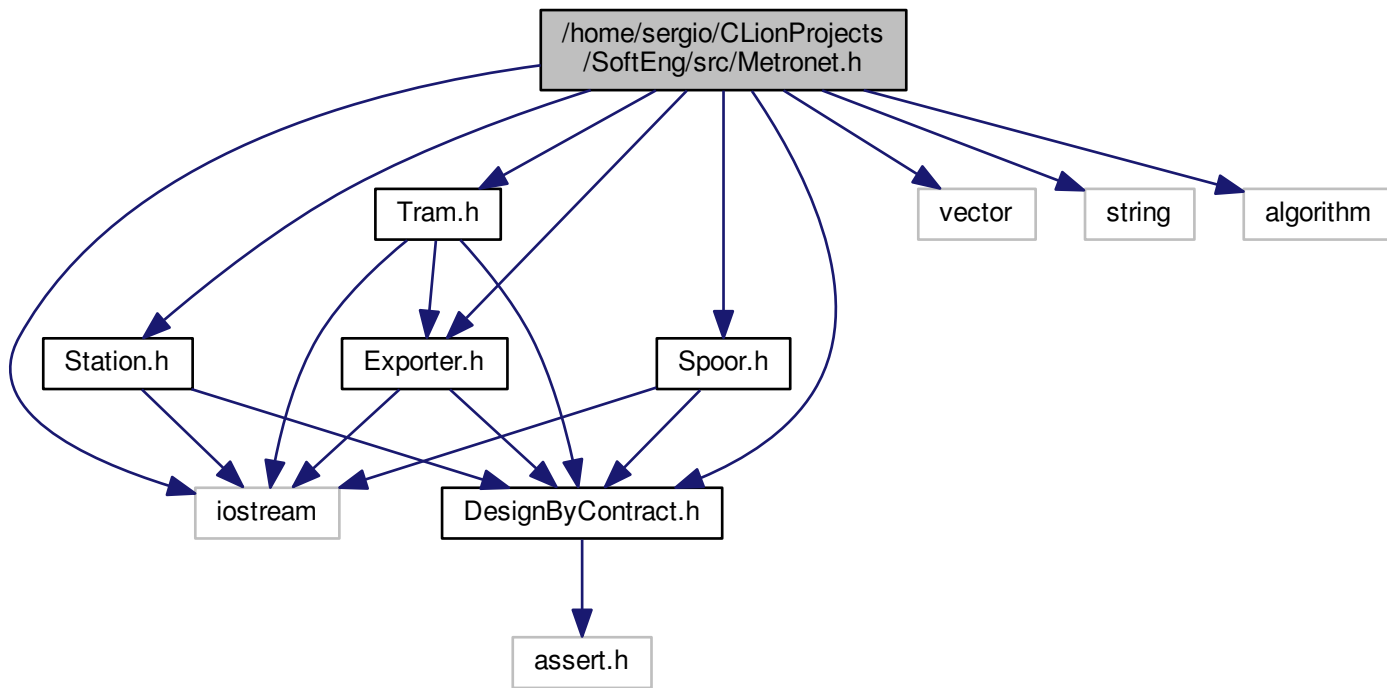 /home/sergio/CLionProjects
/SoftEng/src/Metronet.h
Tram.h
vector
string
algorithm
Station.h
Exporter.h
Spoor.h
iostream
DesignByContract.h
assert.h